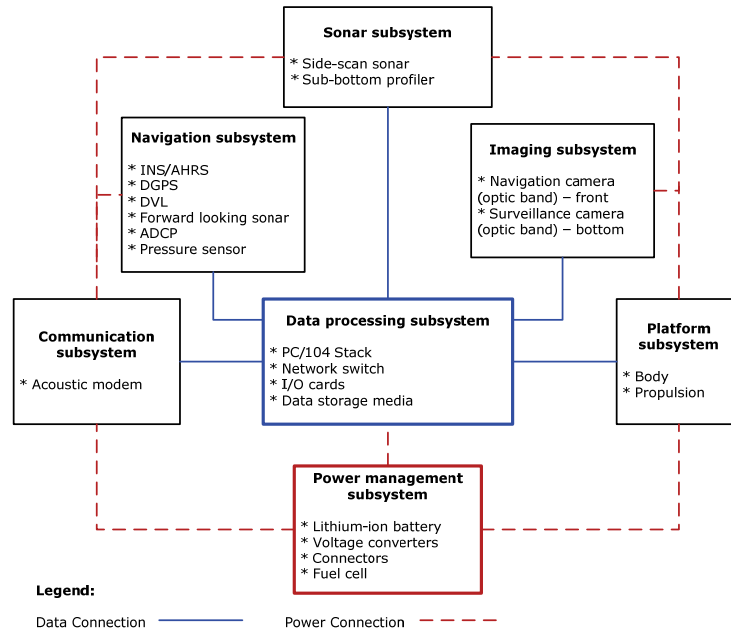 Sonar subsystem
* Side-scan sonar
* Sub-bottom profiler
Navigation subsystem
* INS/AHRS
* DGPS
* DVL
* Forward looking sonar
* ADCP
* Pressure sensor
Imaging subsystem
* Navigation camera
(optic band) – front
* Surveillance camera
(optic band) – bottom
Communication
subsystem
* Acoustic modem
Data processing subsystem
* PC/104 Stack
* Network switch
* I/O cards
* Data storage media
Platform
subsystem
* Body
* Propulsion
Power management
subsystem
* Lithium-ion battery
* Voltage converters
* Connectors
* Fuel cell
Legend:
Data Connection
Power Connection